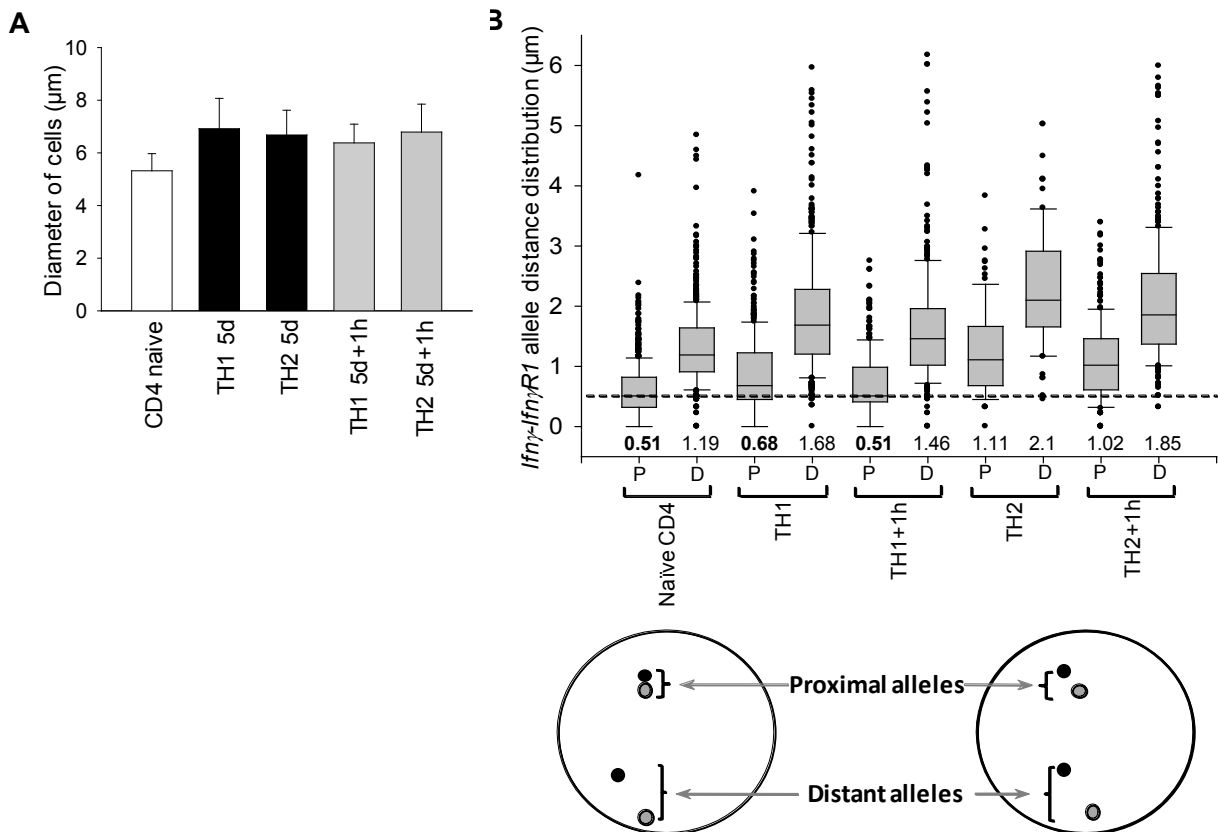 A
Diameter of cells (µm)
10
8
6
4
2
0
CD4 naive
TH1 5d
TH2 5d
TH1 5d+1h
TH2 5d+1h
B
Ifnγ-IfnγR1 allele distance distribution (µm)
6
5
4
3
2
1
0
0.51 1.19 0.68 1.68 0.51 1.46 1.11 2.1 1.02 1.85
P D P D P D P D P D
Naïve CD4
TH1
TH1+1h
TH2
TH2+1h
Proximal alleles
Distant alleles